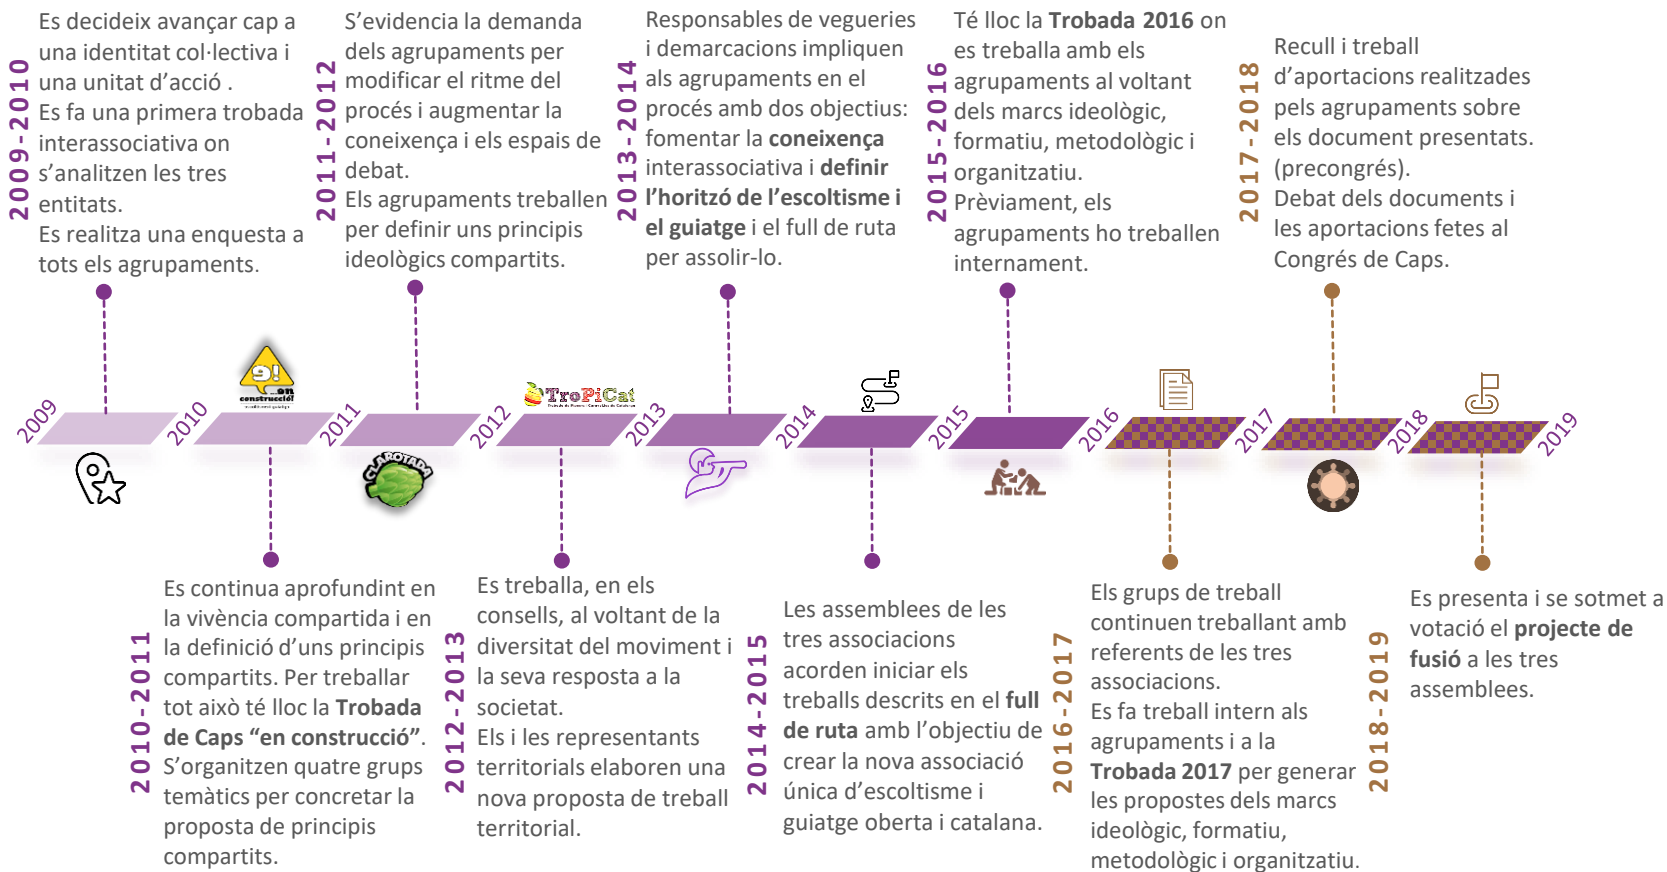 2009-2010
Es decideix avançar cap a
una identitat col·lectiva i
una unitat d’acció .
Es fa una primera trobada
interassociativa on
s’analitzen les tres
entitats.
Es realitza una enquesta a
tots els agrupaments.
2011-2012
S’evidencia la demanda
dels agrupaments per
modificar el ritme del
procés i augmentar la
coneixença i els espais de
debat.
Els agrupaments treballen
per definir uns principis
ideològics compartits.
2013-2014
Responsables de vegueries
i demarcacions impliquen
als agrupaments en el
procés amb dos objectius:
fomentar la coneixença
interassociativa i definir
l’horitzó de l’escoltisme i
el guiatge i el full de ruta
per assolir-lo.
2015-2016
Té lloc la Trobada 2016 on
es treballa amb els
agrupaments al voltant
dels marcs ideològic,
formatiu, metodològic i
organitzatiu.
Prèviament, els
agrupaments ho treballen
internament.
2017-2018
Recull i treball
d’aportacions realitzades
pels agrupaments sobre
els document presentats.
(precongrés).
Debat dels documents i
les aportacions fetes al
Congrés de Caps.
9!
...en
construcció!
TroPiCat
2009
2010
2011
2012
2013
2014
2015
2016
2017
2018
2019
CLAROTADA
2010-2011
Es continua aprofundint en
la vivència compartida i en
la definició d’uns principis
compartits. Per treballar
tot això té lloc la Trobada
de Caps “en construcció”.
S’organitzen quatre grups
temàtics per concretar la
proposta de principis
compartits.
2012-2013
Es treballa, en els
consells, al voltant de la
diversitat del moviment i
la seva resposta a la
societat.
Els i les representants
territorials elaboren una
nova proposta de treball
territorial.
2014-2015
Les assemblees de les
tres associacions
acorden iniciar els
treballs descrits en el full
de ruta amb l’objectiu de
crear la nova associació
única d’escoltisme i
guiatge oberta i catalana.
2016-2017
Els grups de treball
continuen treballant amb
referents de les tres
associacions.
Es fa treball intern als
agrupaments i a la
Trobada 2017 per generar
les propostes dels marcs
ideològic, formatiu,
metodològic i organitzatiu.
2018-2019
Es presenta i se sotmet a
votació el projecte de
fusió a les tres
assemblees.